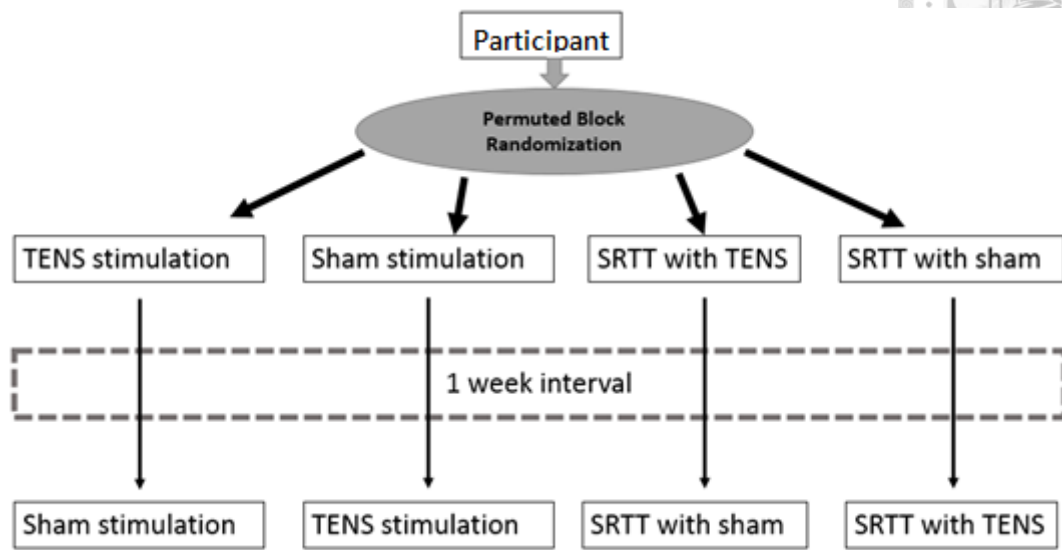 Participant
Permuted Block
Randomization
TENS stimulation
Sham stimulation
SRTT with TENS
SRTT with sham
1 week interval
Sham stimulation
TENS stimulation
SRTT with sham
SRTT with TENS